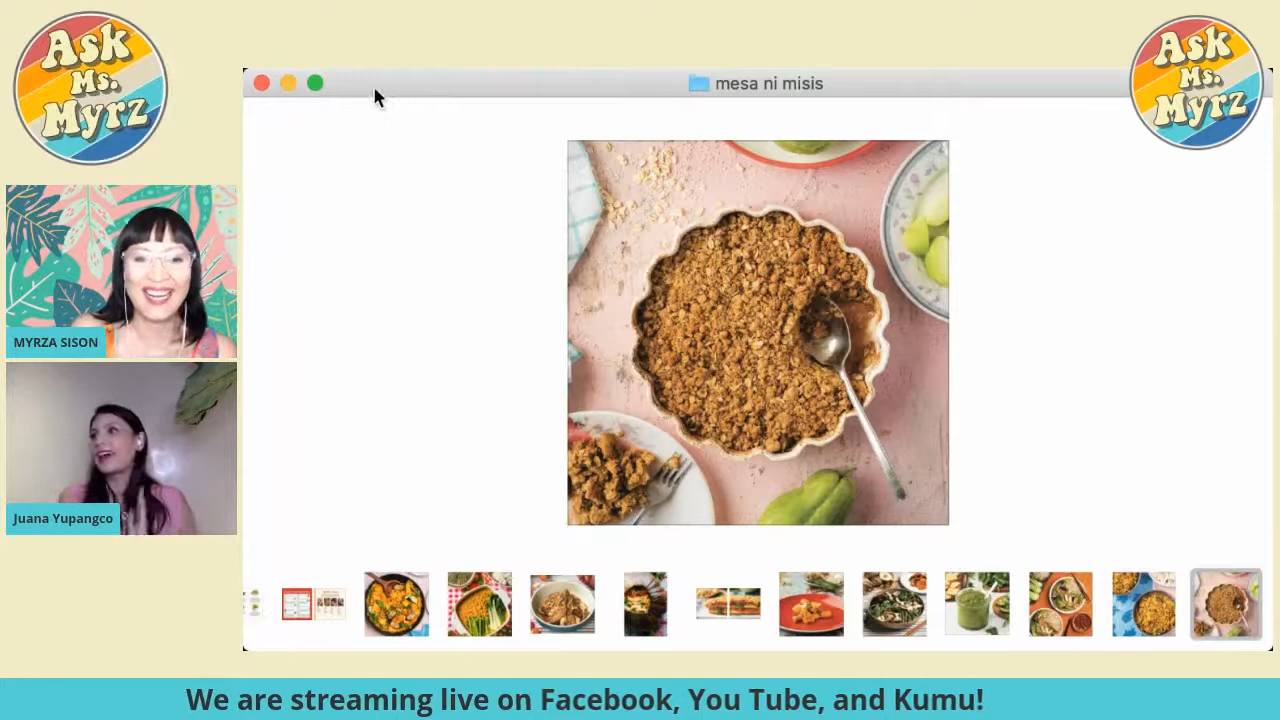 Ask
Ms.
Myrz
mesa ni misis
Ask
Ms.
Myrz
MYRZA SISON
Juana Yupangco
We are streaming live on Facebook, You Tube, and Kumu!